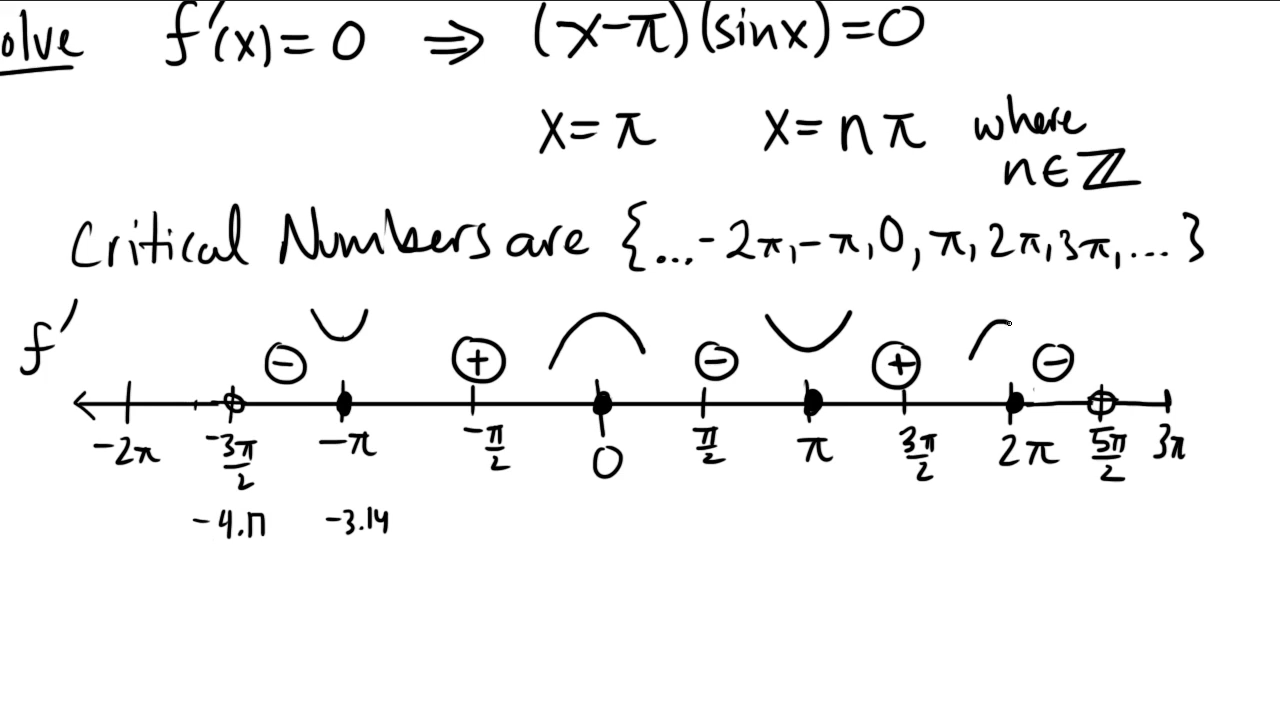 olve f'(x)=0 ⇒ (x-π)(sinx)=0
x=π x=nπ where
n∈ℤ
Critical Numbers are {...-2π,-π,0,π,2π,3π,...}
f' ⊖ ⊕ ⊖ ⊕ ⊖
-2π -3π/2 -π -π/2 0 π/2 π 3π/2 2π 5π/2 3π
-4.π -3.14